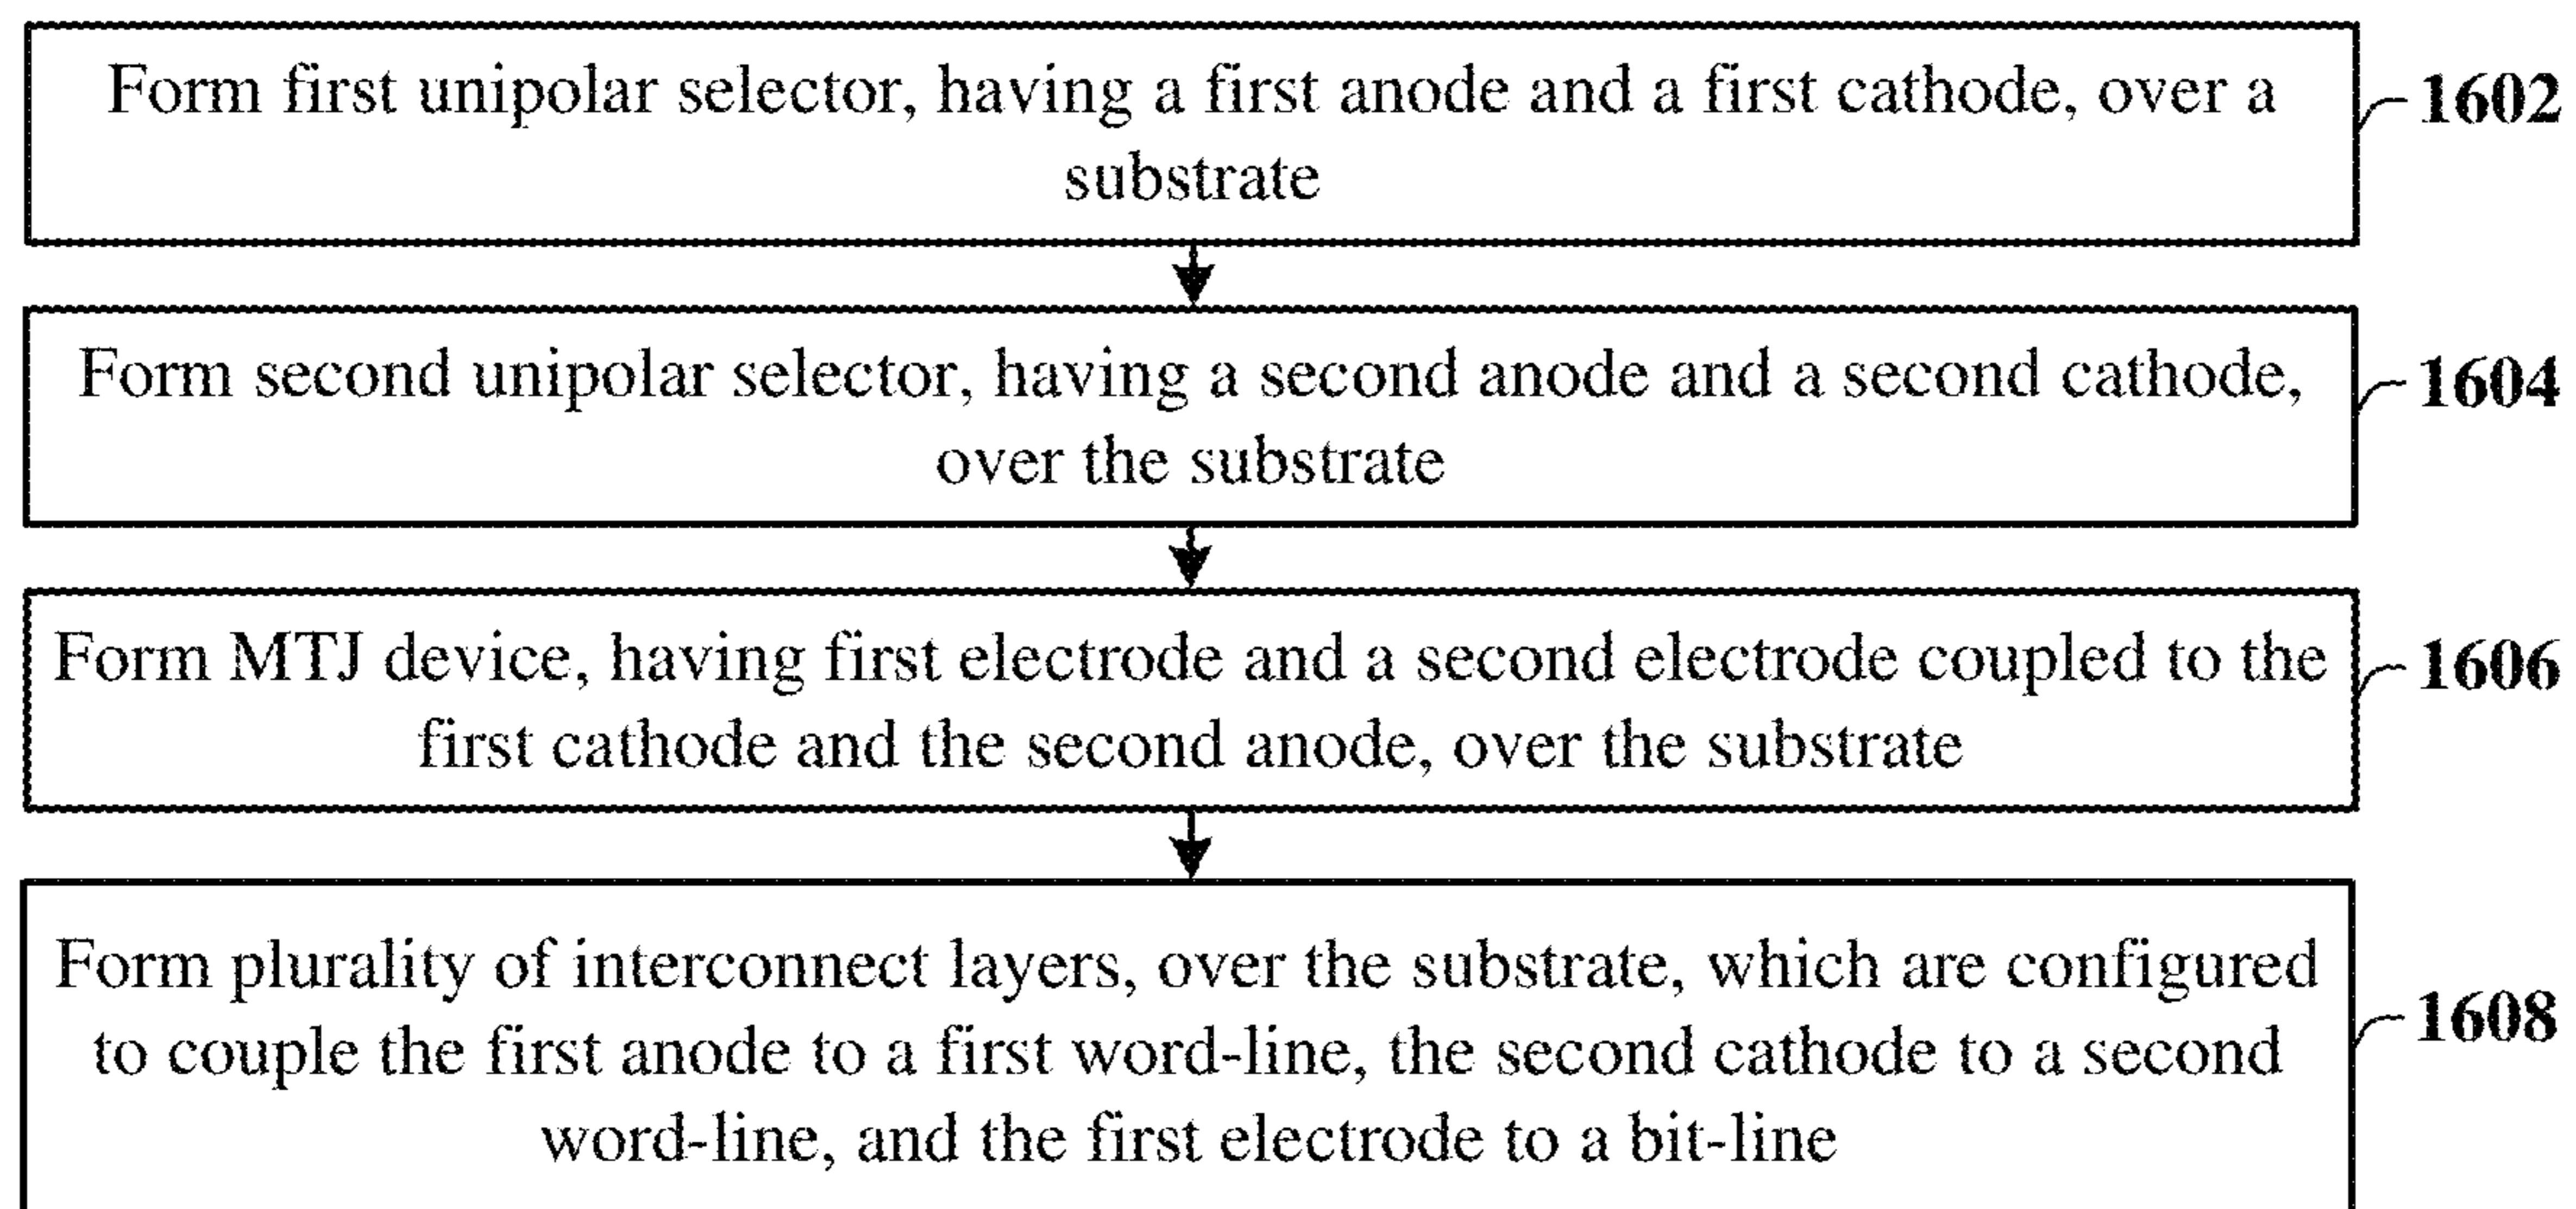 Form first unipolar selector, having a first anode and a first cathode, over a
substrate
1602
Form second unipolar selector, having a second anode and a second cathode,
over the substrate
1604
Form MTJ device, having first electrode and a second electrode coupled to the
first cathode and the second anode, over the substrate
1606
Form plurality of interconnect layers, over the substrate, which are configured
to couple the first anode to a first word-line, the second cathode to a second
word-line, and the first electrode to a bit-line
1608